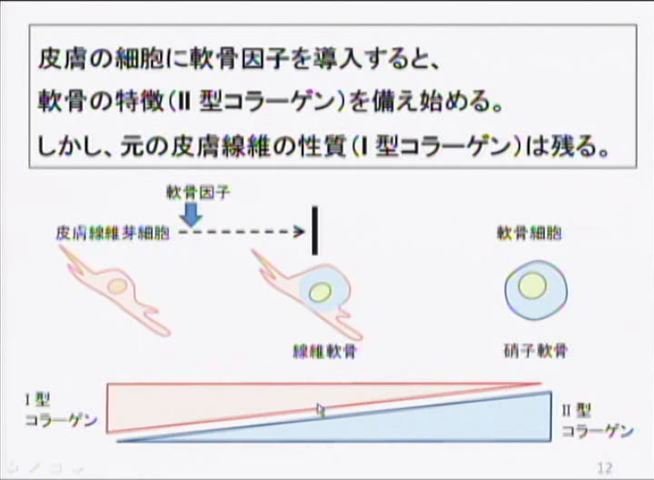 皮膚の細胞に軟骨因子を導入すると、
軟骨の特徴(II 型コラーゲン)を備え始める。
しかし、元の皮膚線維の性質(I 型コラーゲン)は残る。
軟骨因子
皮膚線維芽細胞
軟骨細胞
線維軟骨
硝子軟骨
I 型
コラーゲン
II 型
コラーゲン
12